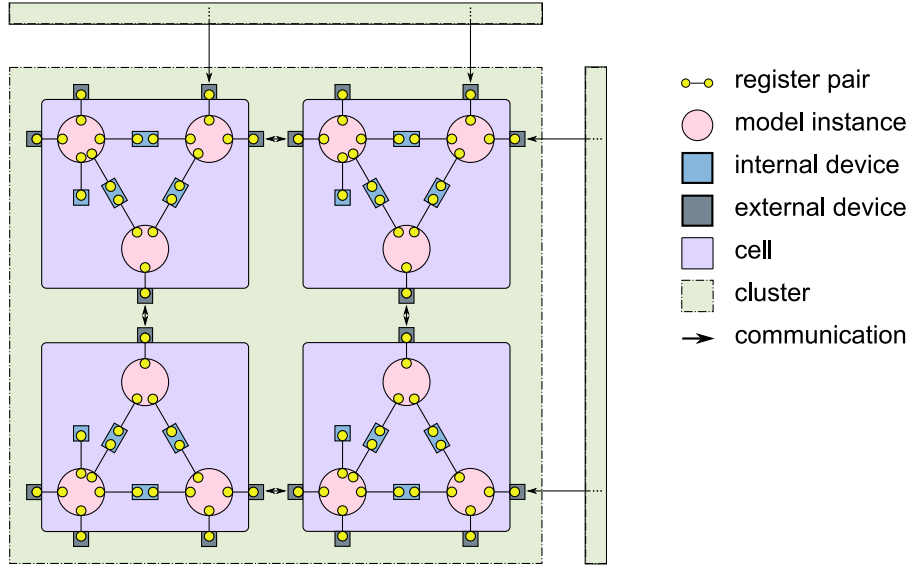 register pair
model instance
internal device
external device
cell
cluster
communication